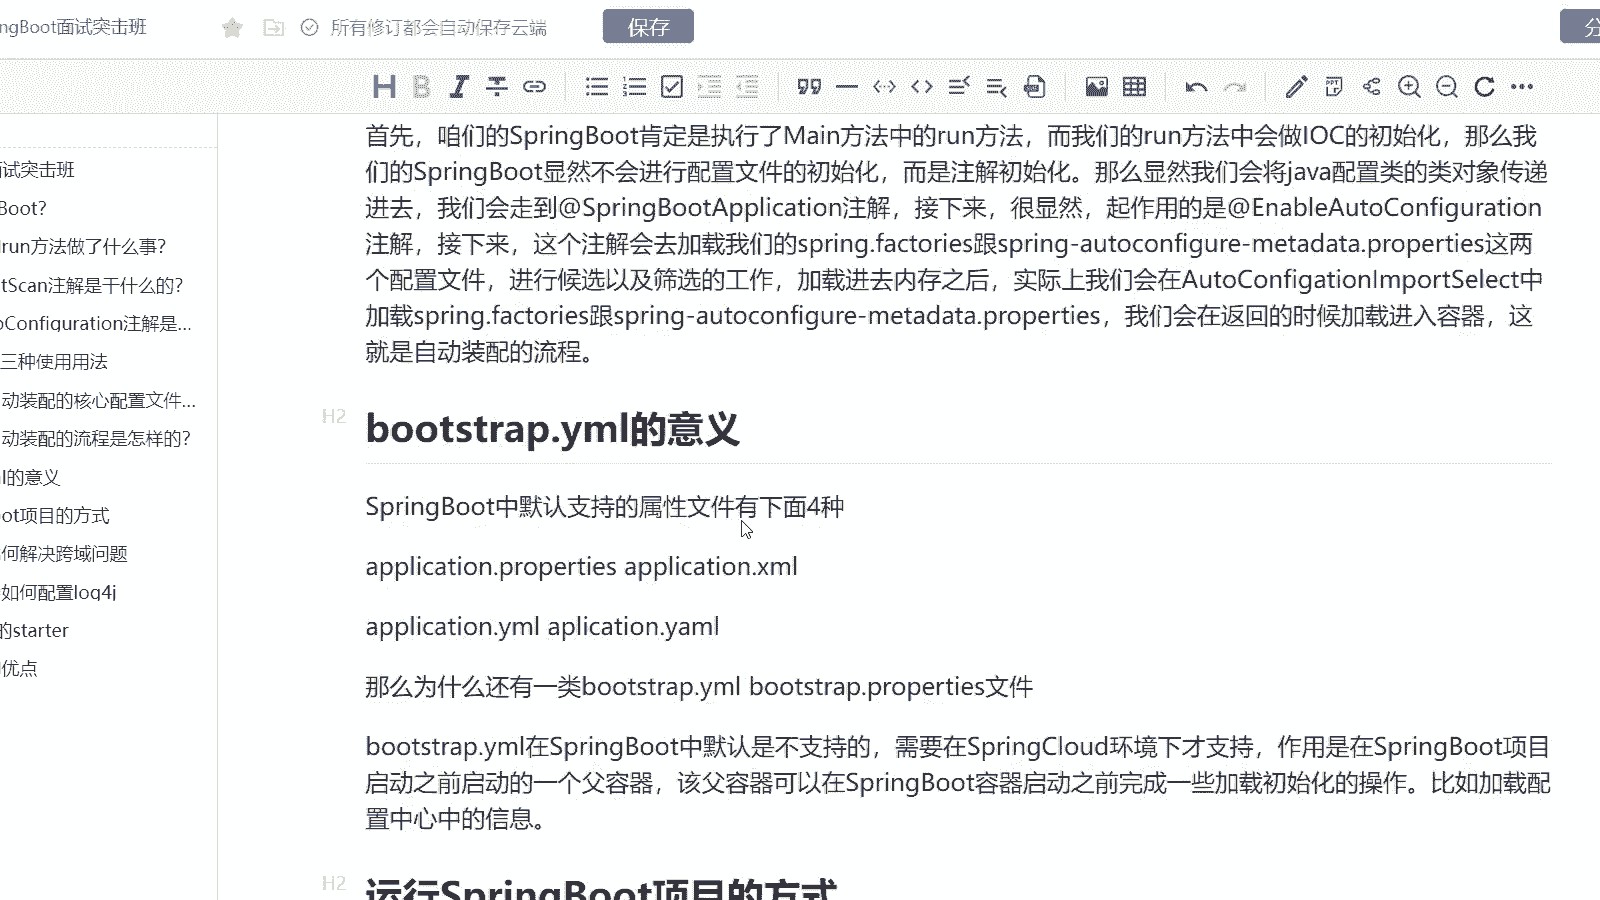 ngBoot面试突击班
所有修订都会自动保存云端
保存
分
面试突击班
Boot?
run方法做了什么事?
tScan注解是干什么的?
oConfiguration注解是...
三种使用用法
动装配的核心配置文件...
动装配的流程是怎样的?
l的意义
ot项目的方式
何解决跨域问题
如何配置log4j
的starter
优点
首先，咱们的SpringBoot肯定是执行了Main方法中的run方法，而我们的run方法中会做IOC的初始化，那么我
们的SpringBoot显然不会进行配置文件的初始化，而是注解初始化。那么显然我们会将java配置类的类对象传递
进去，我们会走到@SpringBootApplication注解，接下来，很显然，起作用的是@EnableAutoConfiguration
注解，接下来，这个注解会去加载我们的spring.factories跟spring-autoconfigure-metadata.properties这两
个配置文件，进行候选以及筛选的工作，加载进去内存之后，实际上我们会在AutoConfigationImportSelect中
加载spring.factories跟spring-autoconfigure-metadata.properties，我们会在返回的时候加载进入容器，这
就是自动装配的流程。
H2
bootstrap.yml的意义
SpringBoot中默认支持的属性文件有下面4种
application.properties application.xml
application.yml aplication.yaml
那么为什么还有一类bootstrap.yml bootstrap.properties文件
bootstrap.yml在SpringBoot中默认是不支持的，需要在SpringCloud环境下才支持，作用是在SpringBoot项目
启动之前启动的一个父容器，该父容器可以在SpringBoot容器启动之前完成一些加载初始化的操作。比如加载配
置中心中的信息。
H2
运行SpringBoot项目的方式